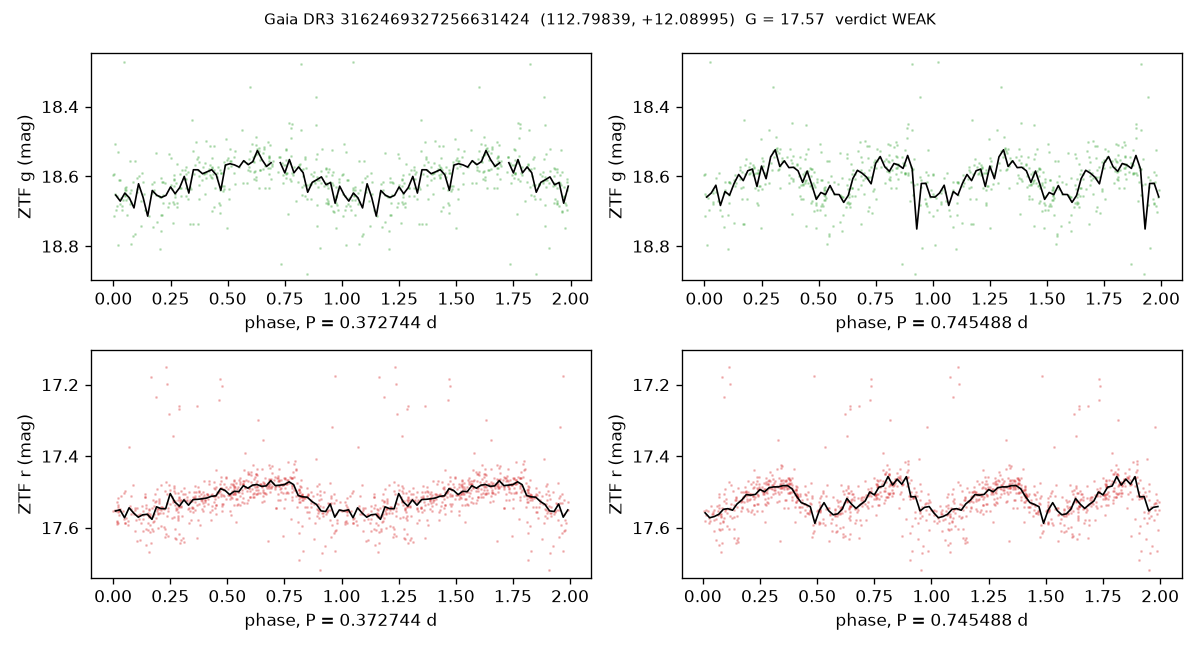 Gaia DR3 3162469327256631424 (112.79839, +12.08995) G = 17.57 verdict WEAK
ZTF g (mag)
18.4
18.6
18.8
0.00 0.25 0.50 0.75 1.00 1.25 1.50 1.75 2.00
phase, P = 0.372744 d
ZTF g (mag)
18.4
18.6
18.8
0.00 0.25 0.50 0.75 1.00 1.25 1.50 1.75 2.00
phase, P = 0.745488 d
ZTF r (mag)
17.2
17.4
17.6
0.00 0.25 0.50 0.75 1.00 1.25 1.50 1.75 2.00
phase, P = 0.372744 d
ZTF r (mag)
17.2
17.4
17.6
0.00 0.25 0.50 0.75 1.00 1.25 1.50 1.75 2.00
phase, P = 0.745488 d